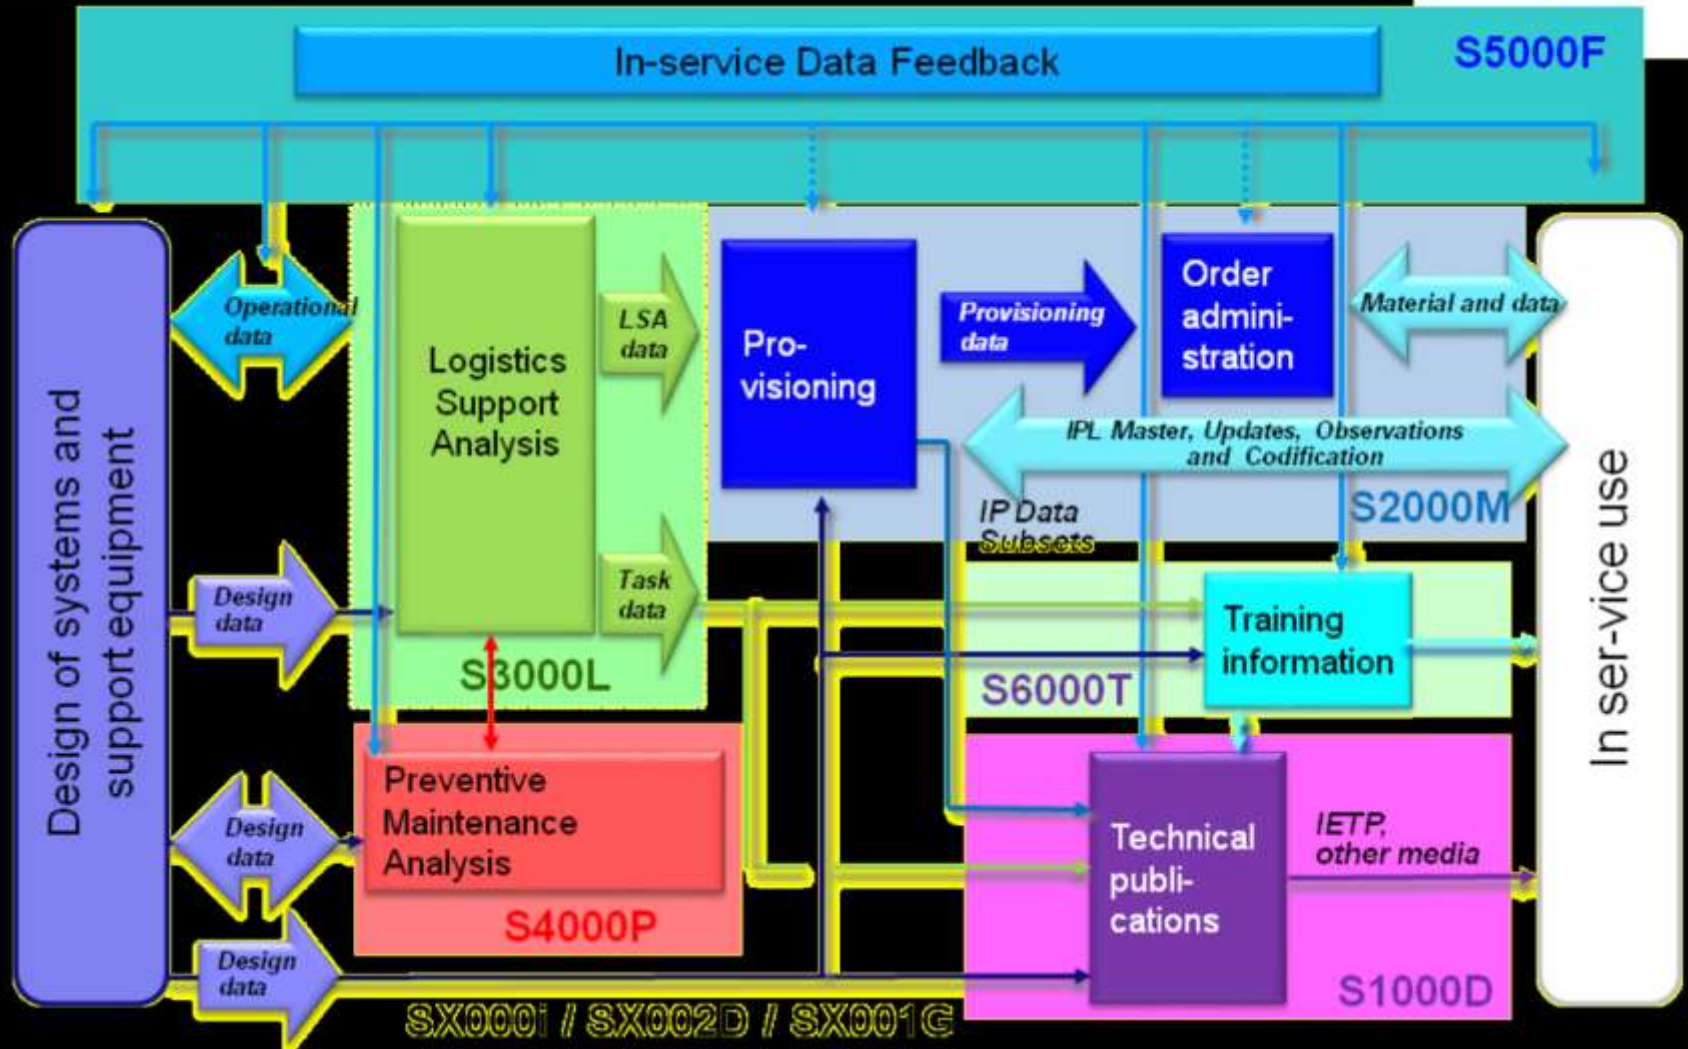 In-service Data Feedback
S5000F
Design of systems and
support equipment
Operational
data
Logistics
Support
Analysis
LSA
data
Pro-
visioning
Provisioning
data
Order
admini-
stration
Material and data
IPL Master, Updates, Observations
and Codification
S2000M
IP Data
Subsets
In ser-vice use
Design
data
Task
data
S3000L
Training
information
S6000T
Design
data
Preventive
Maintenance
Analysis
S4000P
Technical
publi-
cations
IETP,
other media
S1000D
Design
data
SX000i / SX002D / SX001G